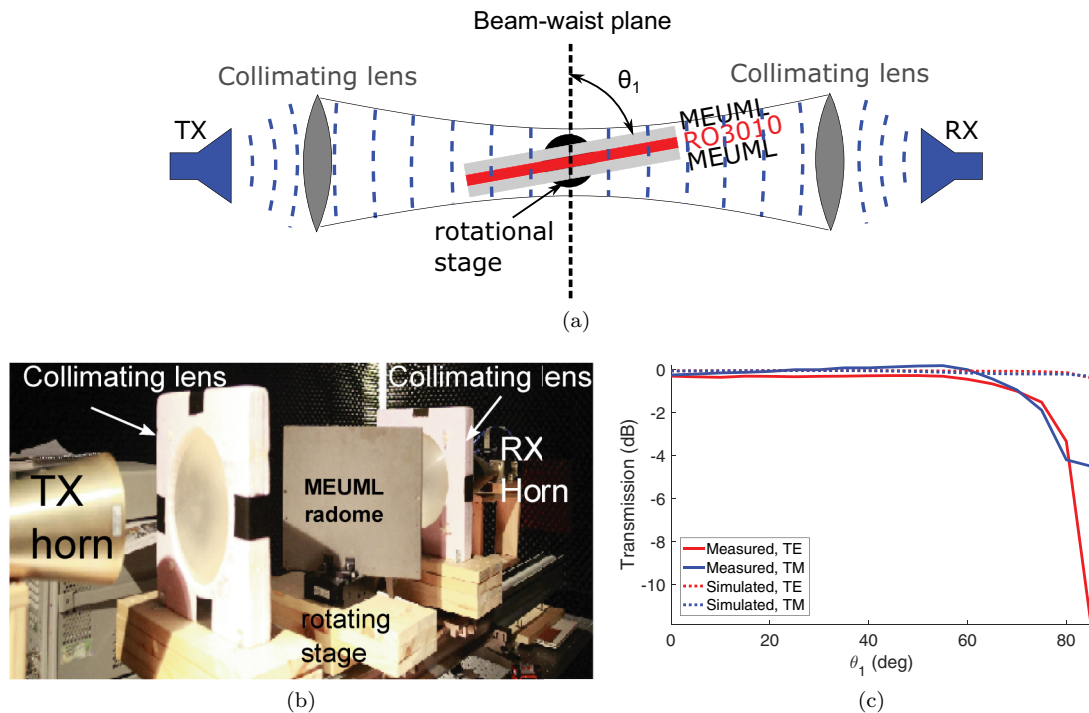 Beam-waist plane
Collimating lens
θ1
Collimating lens
TX
MEUML
RO3010
MEUML
RX
rotational
stage
(a)
Collimating lens
Collimating lens
TX
horn
MEUML
radome
RX
Horn
rotating
stage
(b)
0
-2
-4
-6
-8
-10
Transmission (dB)
Measured, TE
Measured, TM
Simulated, TE
Simulated, TM
0 20 40 60 80
θ1 (deg)
(c)